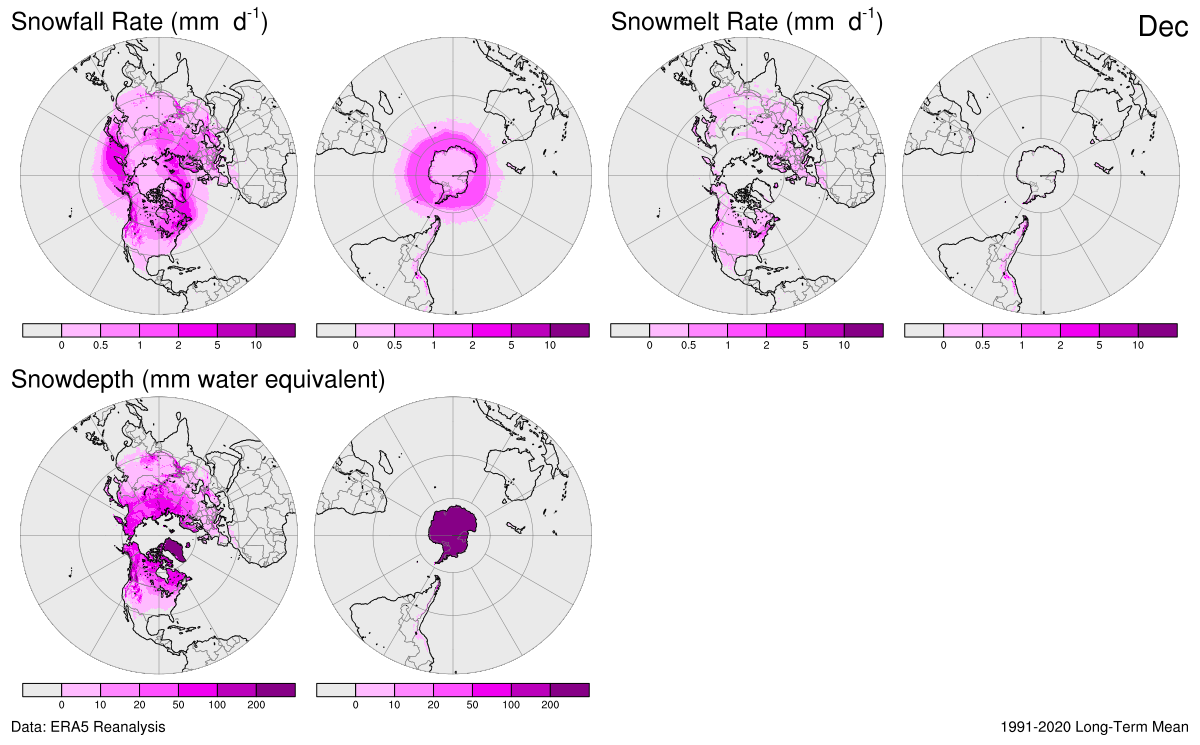 Snowfall Rate (mm d-1)
Snowmelt Rate (mm d-1)
Dec
0 0.5 1 2 5 10
0 0.5 1 2 5 10
0 0.5 1 2 5 10
0 0.5 1 2 5 10
Snowdepth (mm water equivalent)
0 10 20 50 100 200
0 10 20 50 100 200
Data: ERA5 Reanalysis
1991-2020 Long-Term Mean